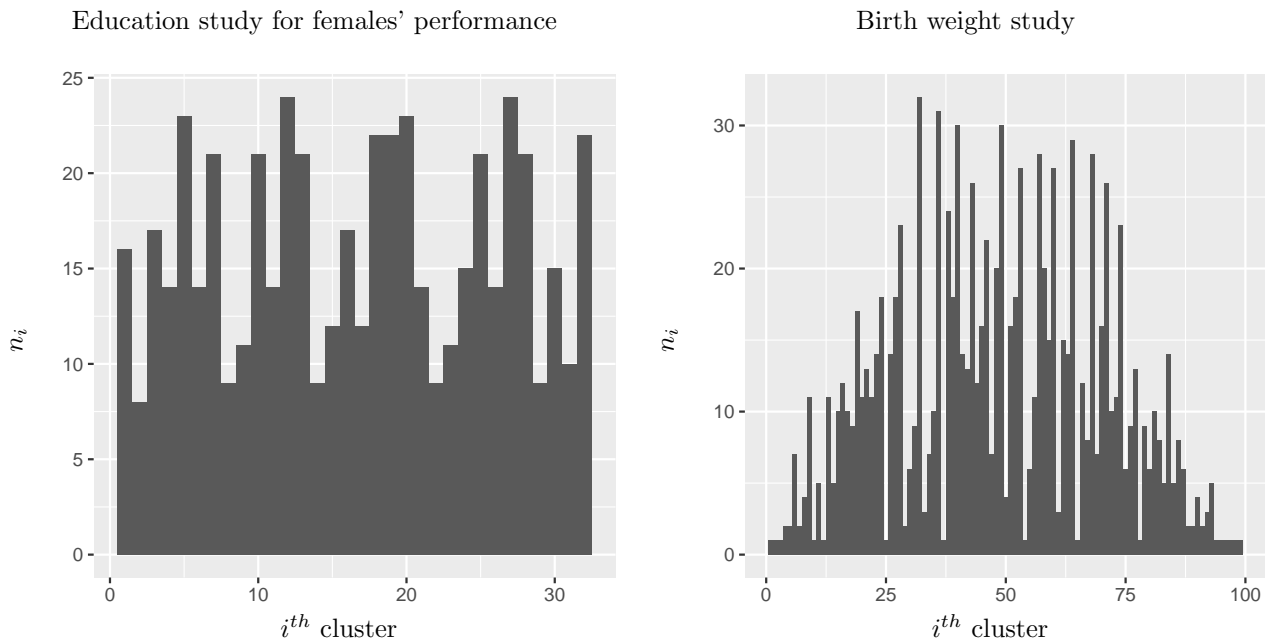 Education study for females’ performance
25
20
15
10
5
0
n_i
0 10 20 30
i^{th} cluster
Birth weight study
30
20
10
0
n_i
0 25 50 75 100
i^{th} cluster